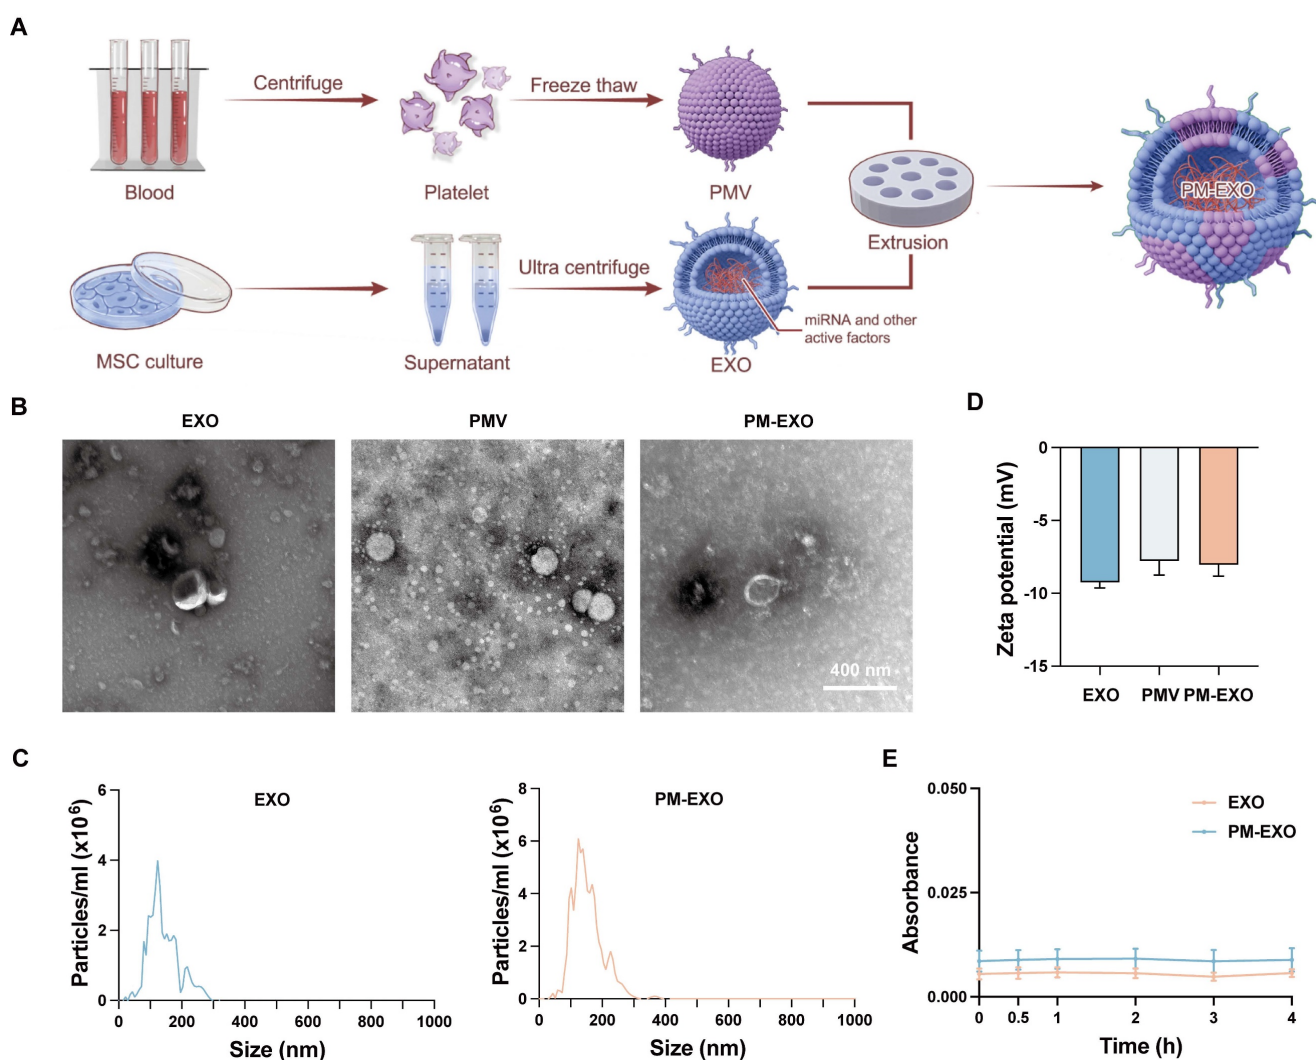 A
Centrifuge
Freeze thaw
Blood
Platelet
PMV
PM-EXO
Extrusion
Ultra centrifuge
miRNA and other
active factors
MSC culture
Supernatant
EXO
B
EXO
PMV
PM-EXO
400 nm
D
Zeta potential (mV)
0
-5
-10
-15
EXO
PMV
PM-EXO
C
EXO
Particles/ml (x10⁶)
6
4
2
0
0
200
400
600
800
1000
Size (nm)
PM-EXO
Particles/ml (x10⁶)
8
6
4
2
0
0
200
400
600
800
1000
Size (nm)
E
EXO
PM-EXO
Absorbance
0.050
0.025
0.000
0
0.5
1
2
3
4
Time (h)